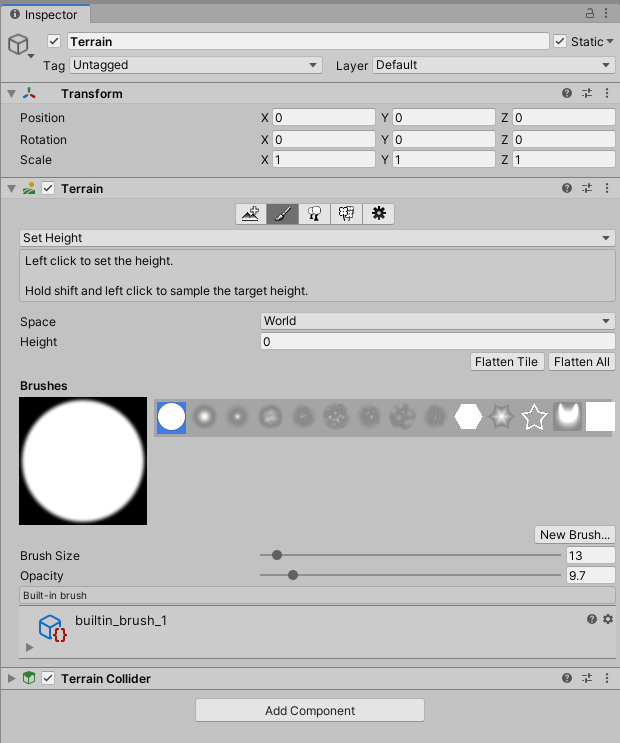 Inspector
Terrain
Static
Tag Untagged Layer Default
Transform
Position X 0 Y 0 Z 0
Rotation X 0 Y 0 Z 0
Scale X 1 Y 1 Z 1
Terrain
Set Height
Left click to set the height.
Hold shift and left click to sample the target height.
Space World
Height 0
Flatten Tile Flatten All
Brushes
New Brush...
Brush Size 13
Opacity 9.7
Built-in brush
builtin_brush_1
Terrain Collider
Add Component